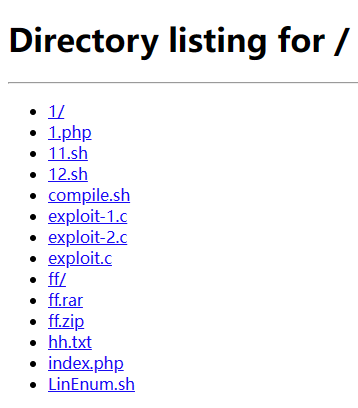 Directory listing for /
1/
1.php
11.sh
12.sh
compile.sh
exploit-1.c
exploit-2.c
exploit.c
ff/
ff.rar
ff.zip
hh.txt
index.php
LinEnum.sh